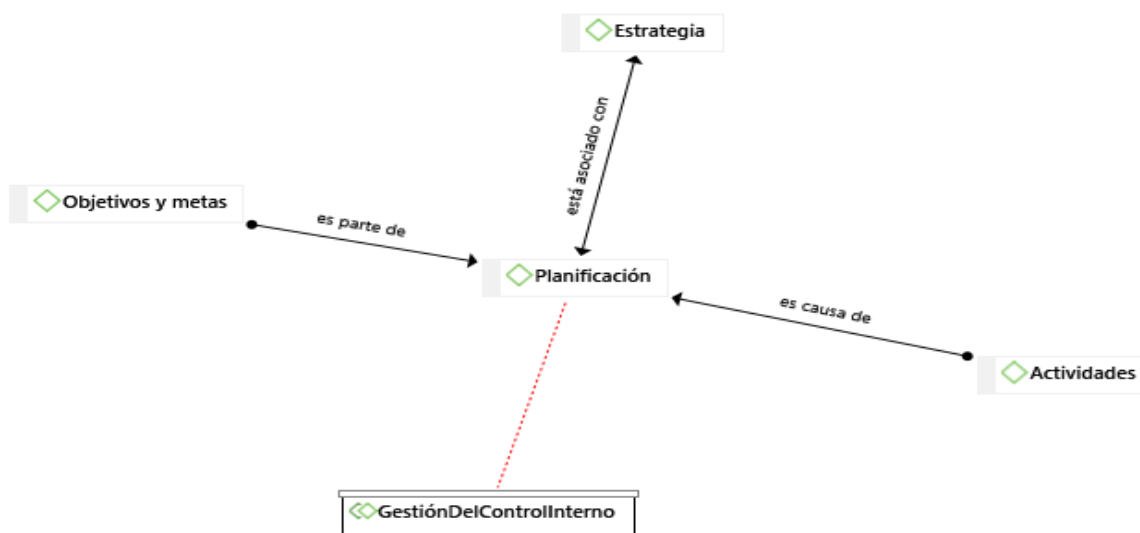 Estrategia
está asociado con
Objetivos y metas
es parte de
Planificación
es causa de
Actividades
GestiónDelControlInterno